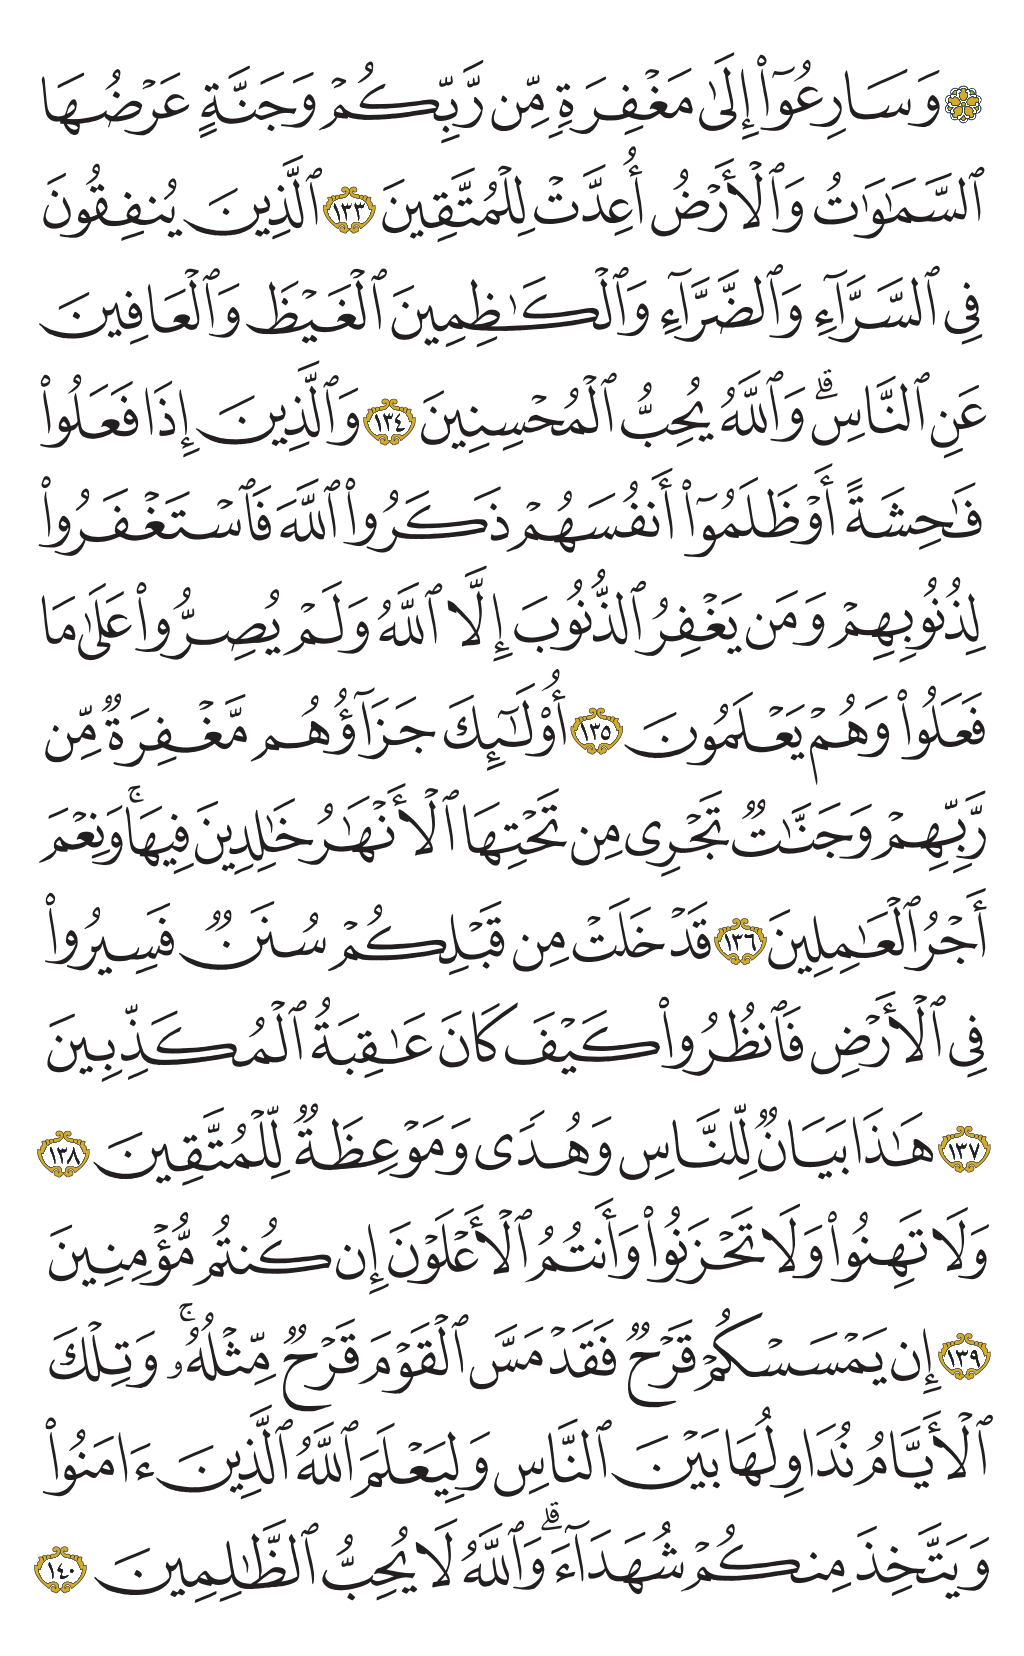 ۞ وَسَارِعُوٓا۟ إِلَىٰ مَغْفِرَةٍ مِّن رَّبِّكُمْ وَجَنَّةٍ عَرْضُهَا
ٱلسَّمَٰوَٰتُ وَٱلْأَرْضُ أُعِدَّتْ لِلْمُتَّقِينَ ١٣٣ ٱلَّذِينَ يُنفِقُونَ
فِى ٱلسَّرَّآءِ وَٱلضَّرَّآءِ وَٱلْكَٰظِمِينَ ٱلْغَيْظَ وَٱلْعَافِينَ
عَنِ ٱلنَّاسِ ۗ وَٱللَّهُ يُحِبُّ ٱلْمُحْسِنِينَ ١٣٤ وَٱلَّذِينَ إِذَا فَعَلُوا۟
فَٰحِشَةً أَوْ ظَلَمُوٓا۟ أَنفُسَهُمْ ذَكَرُوا۟ ٱللَّهَ فَٱسْتَغْفَرُوا۟
لِذُنُوبِهِمْ وَمَن يَغْفِرُ ٱلذُّنُوبَ إِلَّا ٱللَّهُ وَلَمْ يُصِرُّوا۟ عَلَىٰ مَا
فَعَلُوا۟ وَهُمْ يَعْلَمُونَ ١٣٥ أُو۟لَٰٓئِكَ جَزَآؤُهُم مَّغْفِرَةٌ مِّن
رَّبِّهِمْ وَجَنَّٰتٌ تَجْرِى مِن تَحْتِهَا ٱلْأَنْهَٰرُ خَٰلِدِينَ فِيهَا ۚ وَنِعْمَ
أَجْرُ ٱلْعَٰمِلِينَ ١٣٦ قَدْ خَلَتْ مِن قَبْلِكُمْ سُنَنٌ فَسِيرُوا۟
فِى ٱلْأَرْضِ فَٱنظُرُوا۟ كَيْفَ كَانَ عَٰقِبَةُ ٱلْمُكَذِّبِينَ
١٣٧ هَٰذَا بَيَانٌ لِّلنَّاسِ وَهُدًى وَمَوْعِظَةٌ لِّلْمُتَّقِينَ ١٣٨
وَلَا تَهِنُوا۟ وَلَا تَحْزَنُوا۟ وَأَنتُمُ ٱلْأَعْلَوْنَ إِن كُنتُم مُّؤْمِنِينَ
١٣٩ إِن يَمْسَسْكُمْ قَرْحٌ فَقَدْ مَسَّ ٱلْقَوْمَ قَرْحٌ مِّثْلُهُۥ ۚ وَتِلْكَ
ٱلْأَيَّامُ نُدَاوِلُهَا بَيْنَ ٱلنَّاسِ وَلِيَعْلَمَ ٱللَّهُ ٱلَّذِينَ ءَامَنُوا۟
وَيَتَّخِذَ مِنكُمْ شُهَدَآءَ ۗ وَٱللَّهُ لَا يُحِبُّ ٱلظَّٰلِمِينَ ١٤٠